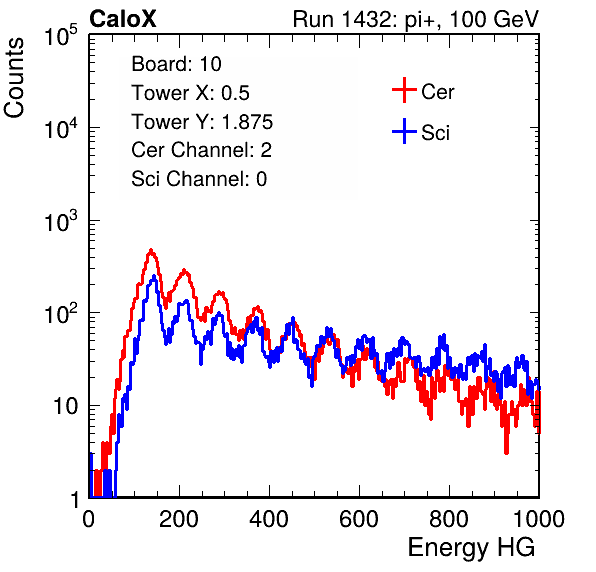 CaloX Run 1432: pi+, 100 GeV
Board: 10
Tower X: 0.5
Tower Y: 1.875
Cer Channel: 2
Sci Channel: 0
Cer
Sci
Counts
10^5
10^4
10^3
10^2
10
1
0 200 400 600 800 1000
Energy HG